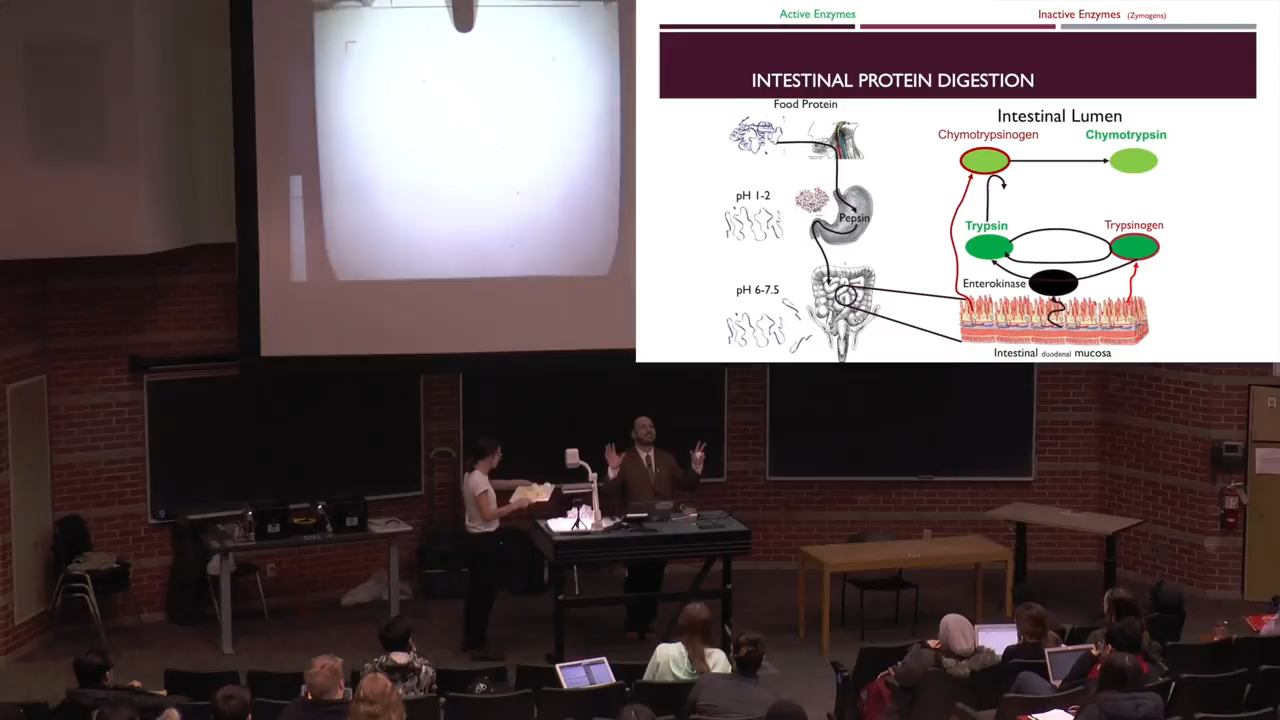 Active Enzymes
Inactive Enzymes (Zymogens)
INTESTINAL PROTEIN DIGESTION
Food Protein
Intestinal Lumen
Chymotrypsinogen
Chymotrypsin
pH 1-2
Pepsin
Trypsin
Trypsinogen
Enterokinase
pH 6-7.5
Intestinal duodenal mucosa